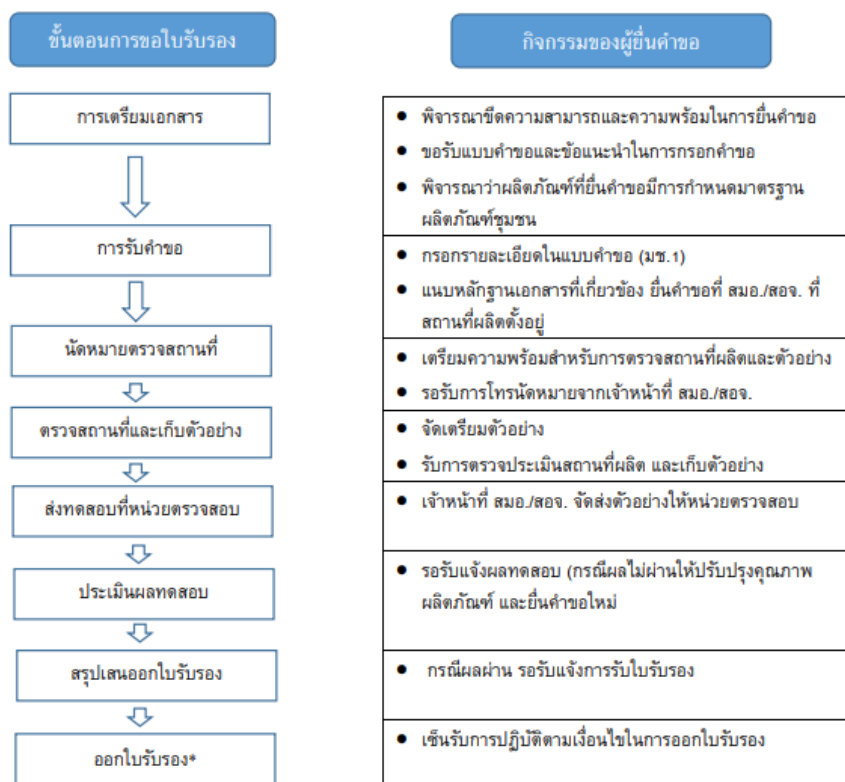 ขั้นตอนการขอใบรับรอง
กิจกรรมของผู้ยื่นคำขอ
การเตรียมเอกสาร
● พิจารณาขีดความสามารถและความพร้อมในการยื่นคำขอ
● ขอรับแบบคำขอและข้อแนะนำในการกรอกคำขอ
● พิจารณาว่าผลิตภัณฑ์ที่ยื่นคำขอมีการกำหนดมาตรฐาน
ผลิตภัณฑ์ชุมชน
การรับคำขอ
● กรอกรายละเอียดในแบบคำขอ (มช.1)
● แนบหลักฐานเอกสารที่เกี่ยวข้อง ยื่นคำขอที่ สมอ./สอจ. ที่
สถานที่ผลิตตั้งอยู่
นัดหมายตรวจสถานที่
● เตรียมความพร้อมสำหรับการตรวจสถานที่ผลิตและตัวอย่าง
● รอรับการโทรนัดหมายจากเจ้าหน้าที่ สมอ./สอจ.
ตรวจสถานที่และเก็บตัวอย่าง
● จัดเตรียมตัวอย่าง
● รับการตรวจประเมินสถานที่ผลิต และเก็บตัวอย่าง
ส่งทดสอบที่หน่วยตรวจสอบ
● เจ้าหน้าที่ สมอ./สอจ. จัดส่งตัวอย่างให้หน่วยตรวจสอบ
ประเมินผลทดสอบ
● รอรับแจ้งผลทดสอบ (กรณีผลไม่ผ่านให้ปรับปรุงคุณภาพ
ผลิตภัณฑ์ และยื่นคำขอใหม่
สรุปเสนออกใบรับรอง
● กรณีผลผ่าน รอรับแจ้งการรับใบรับรอง
ออกใบรับรอง*
● เซ็นรับการปฏิบัติตามเงื่อนไขในการออกใบรับรอง